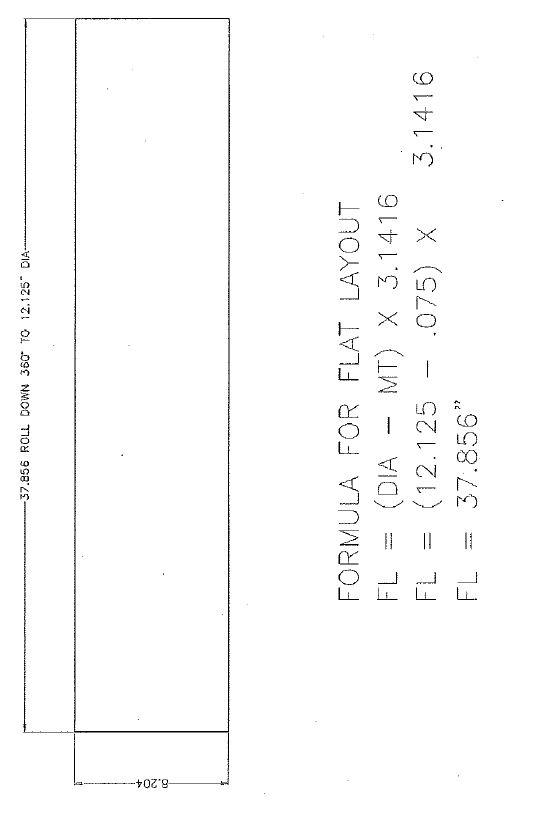 37.856 ROLL DOWN 360° TO 12.125" DIA
8.204
FORMULA FOR FLAT LAYOUT
FL = (DIA - MT) X 3.1416
FL = (12.125 - .075) X 3.1416
FL = 37.856"